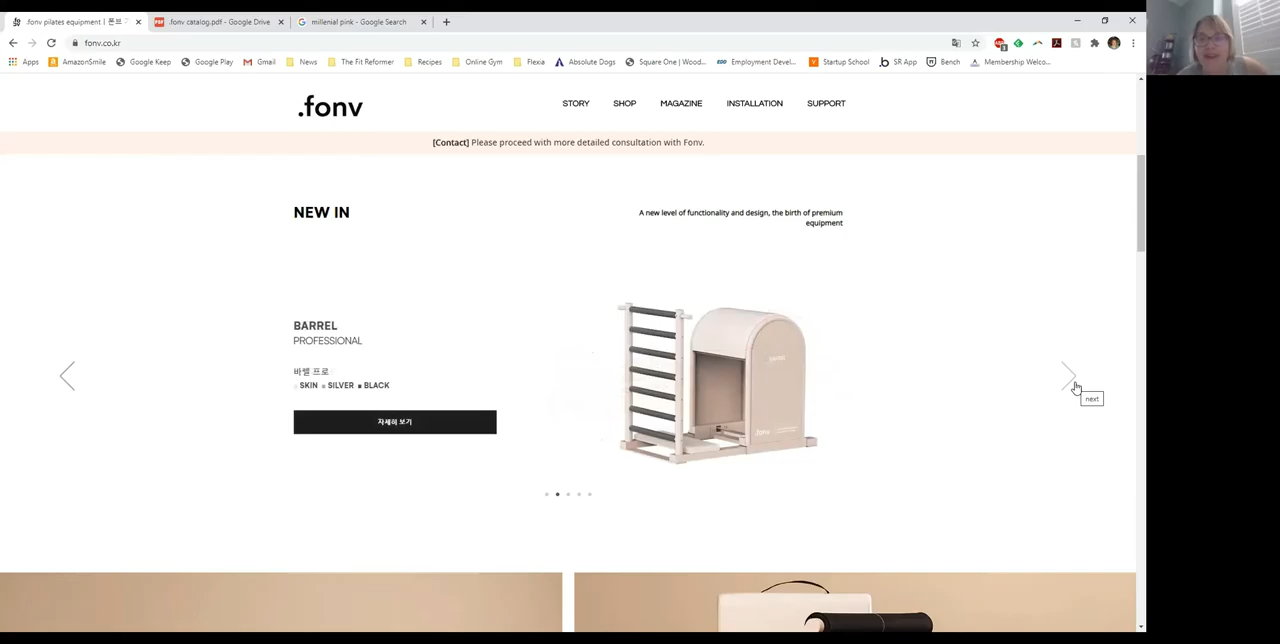 .fonv pilates equipment | 폰브
.fonv catalog.pdf - Google Drive
millenial pink - Google Search
fonv.co.kr
Apps
AmazonSmile
Google Keep
Google Play
Gmail
News
The Fit Reformer
Recipes
Online Gym
Flexia
Absolute Dogs
Square One | Wood...
Employment Devel...
Startup School
SR App
Bench
Membership Welco...
.fonv
STORY
SHOP
MAGAZINE
INSTALLATION
SUPPORT
[Contact] Please proceed with more detailed consultation with Fonv.
NEW IN
A new level of functionality and design, the birth of premium
equipment
BARREL
PROFESSIONAL
바렐 프로
SKIN SILVER BLACK
자세히 보기
BARREL
.fonv
next